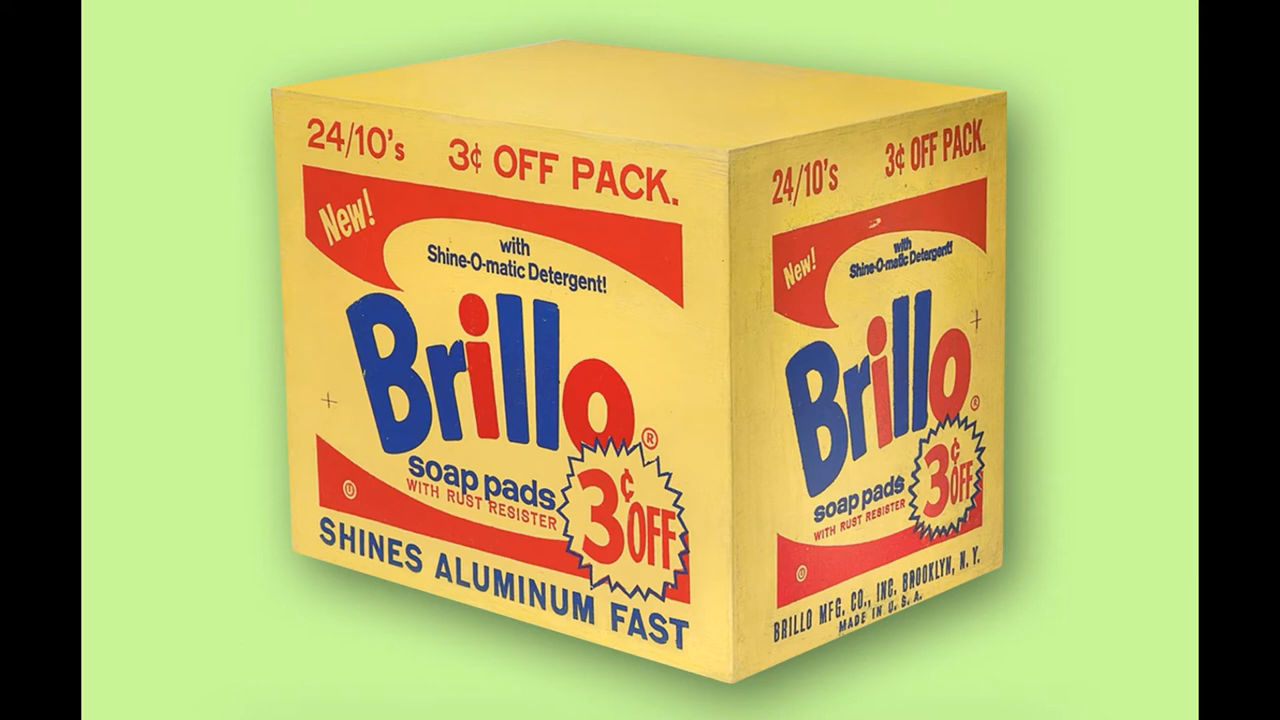 24/10's 3¢ OFF PACK.
New!
with
Shine-O-matic Detergent!
Brillo®
soap pads
WITH RUST RESISTER
3¢ OFF
U
SHINES ALUMINUM FAST
24/10's 3¢ OFF PACK.
New!
with
Shine-O-matic Detergent!
Brillo®
soap pads
WITH RUST RESISTER
3¢ OFF
U
BRILLO MFG. CO., INC. BROOKLYN, N. Y.
MADE IN U. S. A.